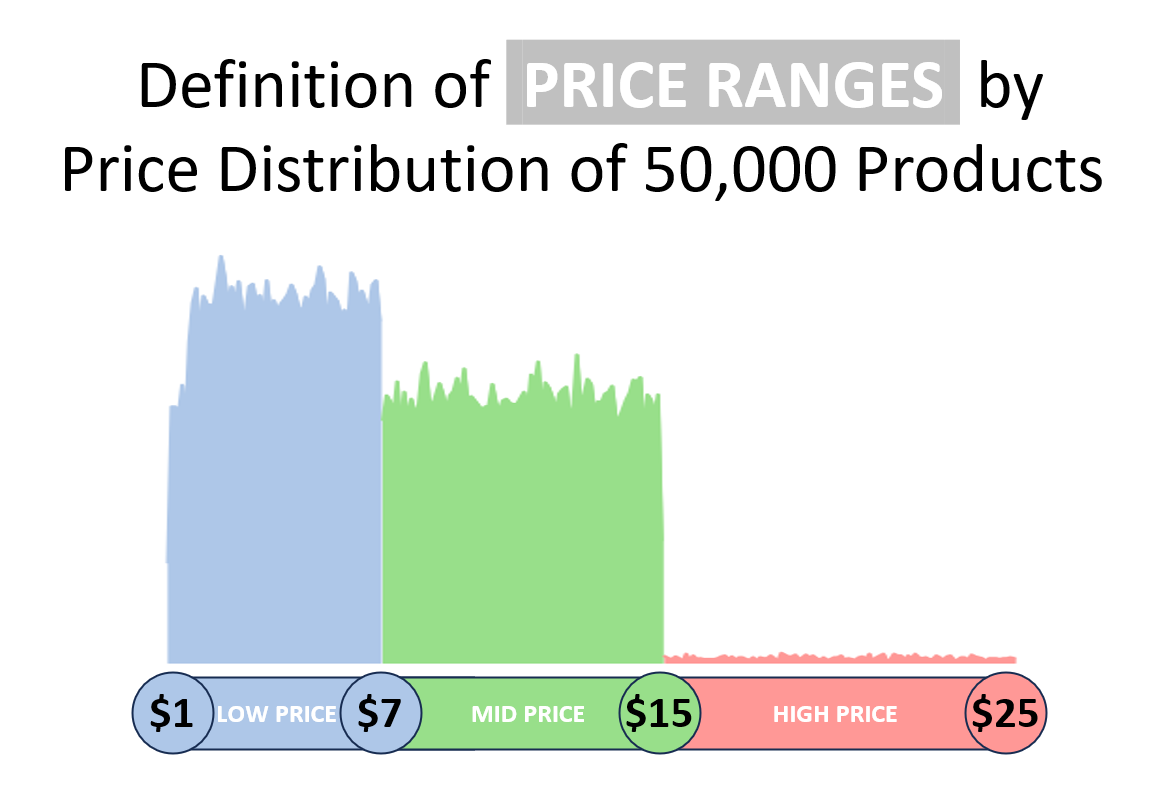 Definition of PRICE RANGES by
Price Distribution of 50,000 Products
$1 LOW PRICE $7 MID PRICE $15 HIGH PRICE $25